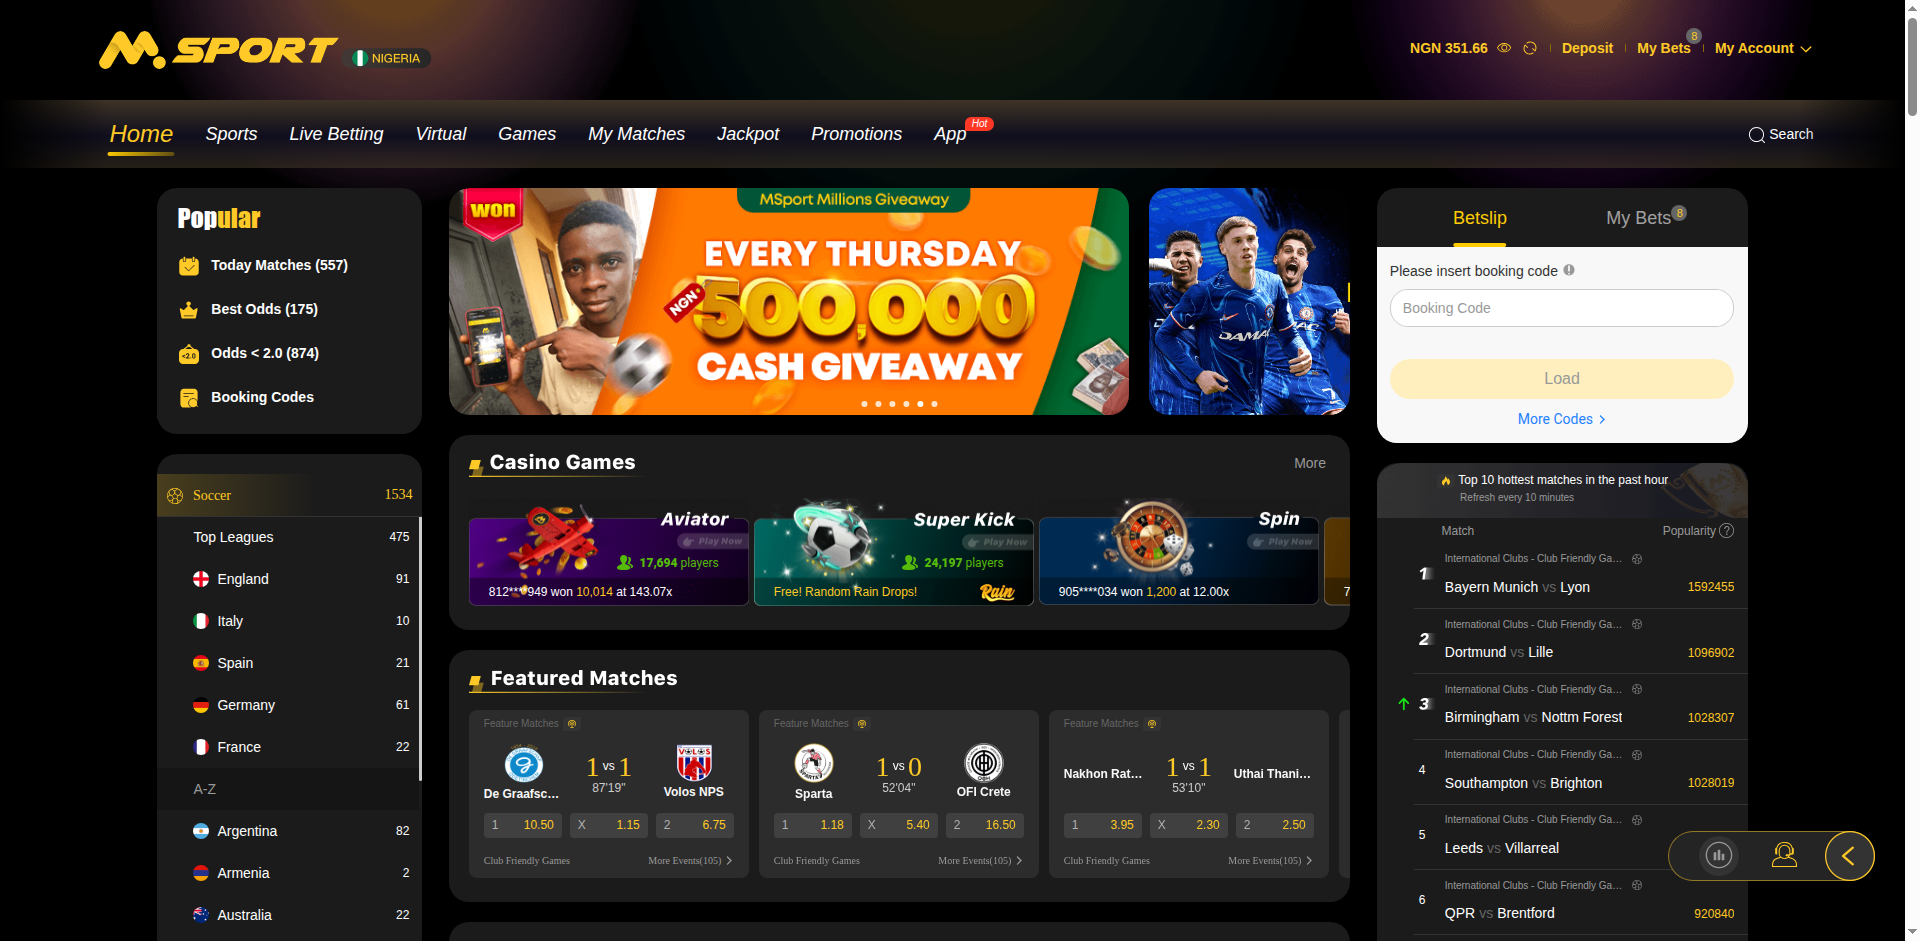 M.SPORT
NIGERIA
NGN 351.66
Deposit
My Bets
8
My Account
Home
Sports
Live Betting
Virtual
Games
My Matches
Jackpot
Promotions
App
Hot
Search
Popular
Today Matches (557)
Best Odds (175)
<2.0
Odds < 2.0 (874)
Booking Codes
Soccer
1534
Top Leagues
475
England
91
Italy
10
Spain
21
Germany
61
France
22
A-Z
Argentina
82
Armenia
2
Australia
22
won
MSport Millions Giveaway
EVERY THURSDAY
NGN
500,000
CASH GIVEAWAY
Casino Games
More
Aviator
Play Now
17,694 players
812****949 won 10,014 at 143.07x
Super Kick
Play Now
24,197 players
Free! Random Rain Drops!
Rain
Spin
Play Now
905****034 won 1,200 at 12.00x
7
Featured Matches
Feature Matches
De Graafsc...
1 vs 1
87'19"
VOLOS
Volos NPS
1 10.50
X 1.15
2 6.75
Club Friendly Games
More Events(105)
Feature Matches
SPARTA
Sparta
1 vs 0
52'04"
OFI Crete
1 1.18
X 5.40
2 16.50
Club Friendly Games
More Events(105)
Feature Matches
Nakhon Rat...
1 vs 1
53'10"
Uthai Thani...
1 3.95
X 2.30
2 2.50
Club Friendly Games
More Events(105)
Betslip
My Bets
8
Please insert booking code
Booking Code
Load
More Codes
Top 10 hottest matches in the past hour
Refresh every 10 minutes
Match
Popularity
?
1
International Clubs - Club Friendly Ga...
Bayern Munich vs Lyon
1592455
2
International Clubs - Club Friendly Ga...
Dortmund vs Lille
1096902
3
International Clubs - Club Friendly Ga...
Birmingham vs Nottm Forest
1028307
4
International Clubs - Club Friendly Ga...
Southampton vs Brighton
1028019
5
International Clubs - Club Friendly Ga...
Leeds vs Villarreal
6
International Clubs - Club Friendly Ga...
QPR vs Brentford
920840